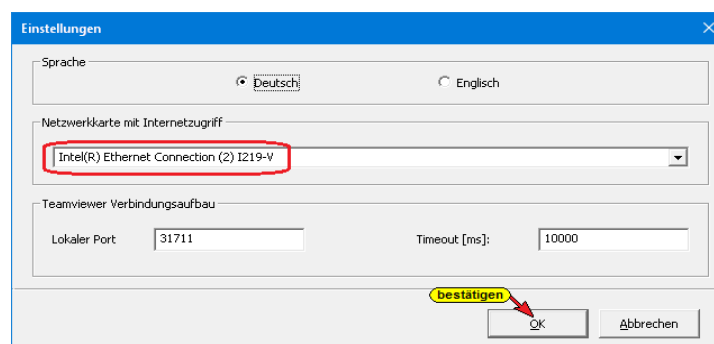 Einstellungen
Sprache
Deutsch Englisch
Netzwerkkarte mit Internetzugriff
Intel(R) Ethernet Connection (2) I219-V
Teamviewer Verbindungsaufbau
Lokaler Port 31711 Timeout [ms]: 10000
bestätigen
OK Abbrechen